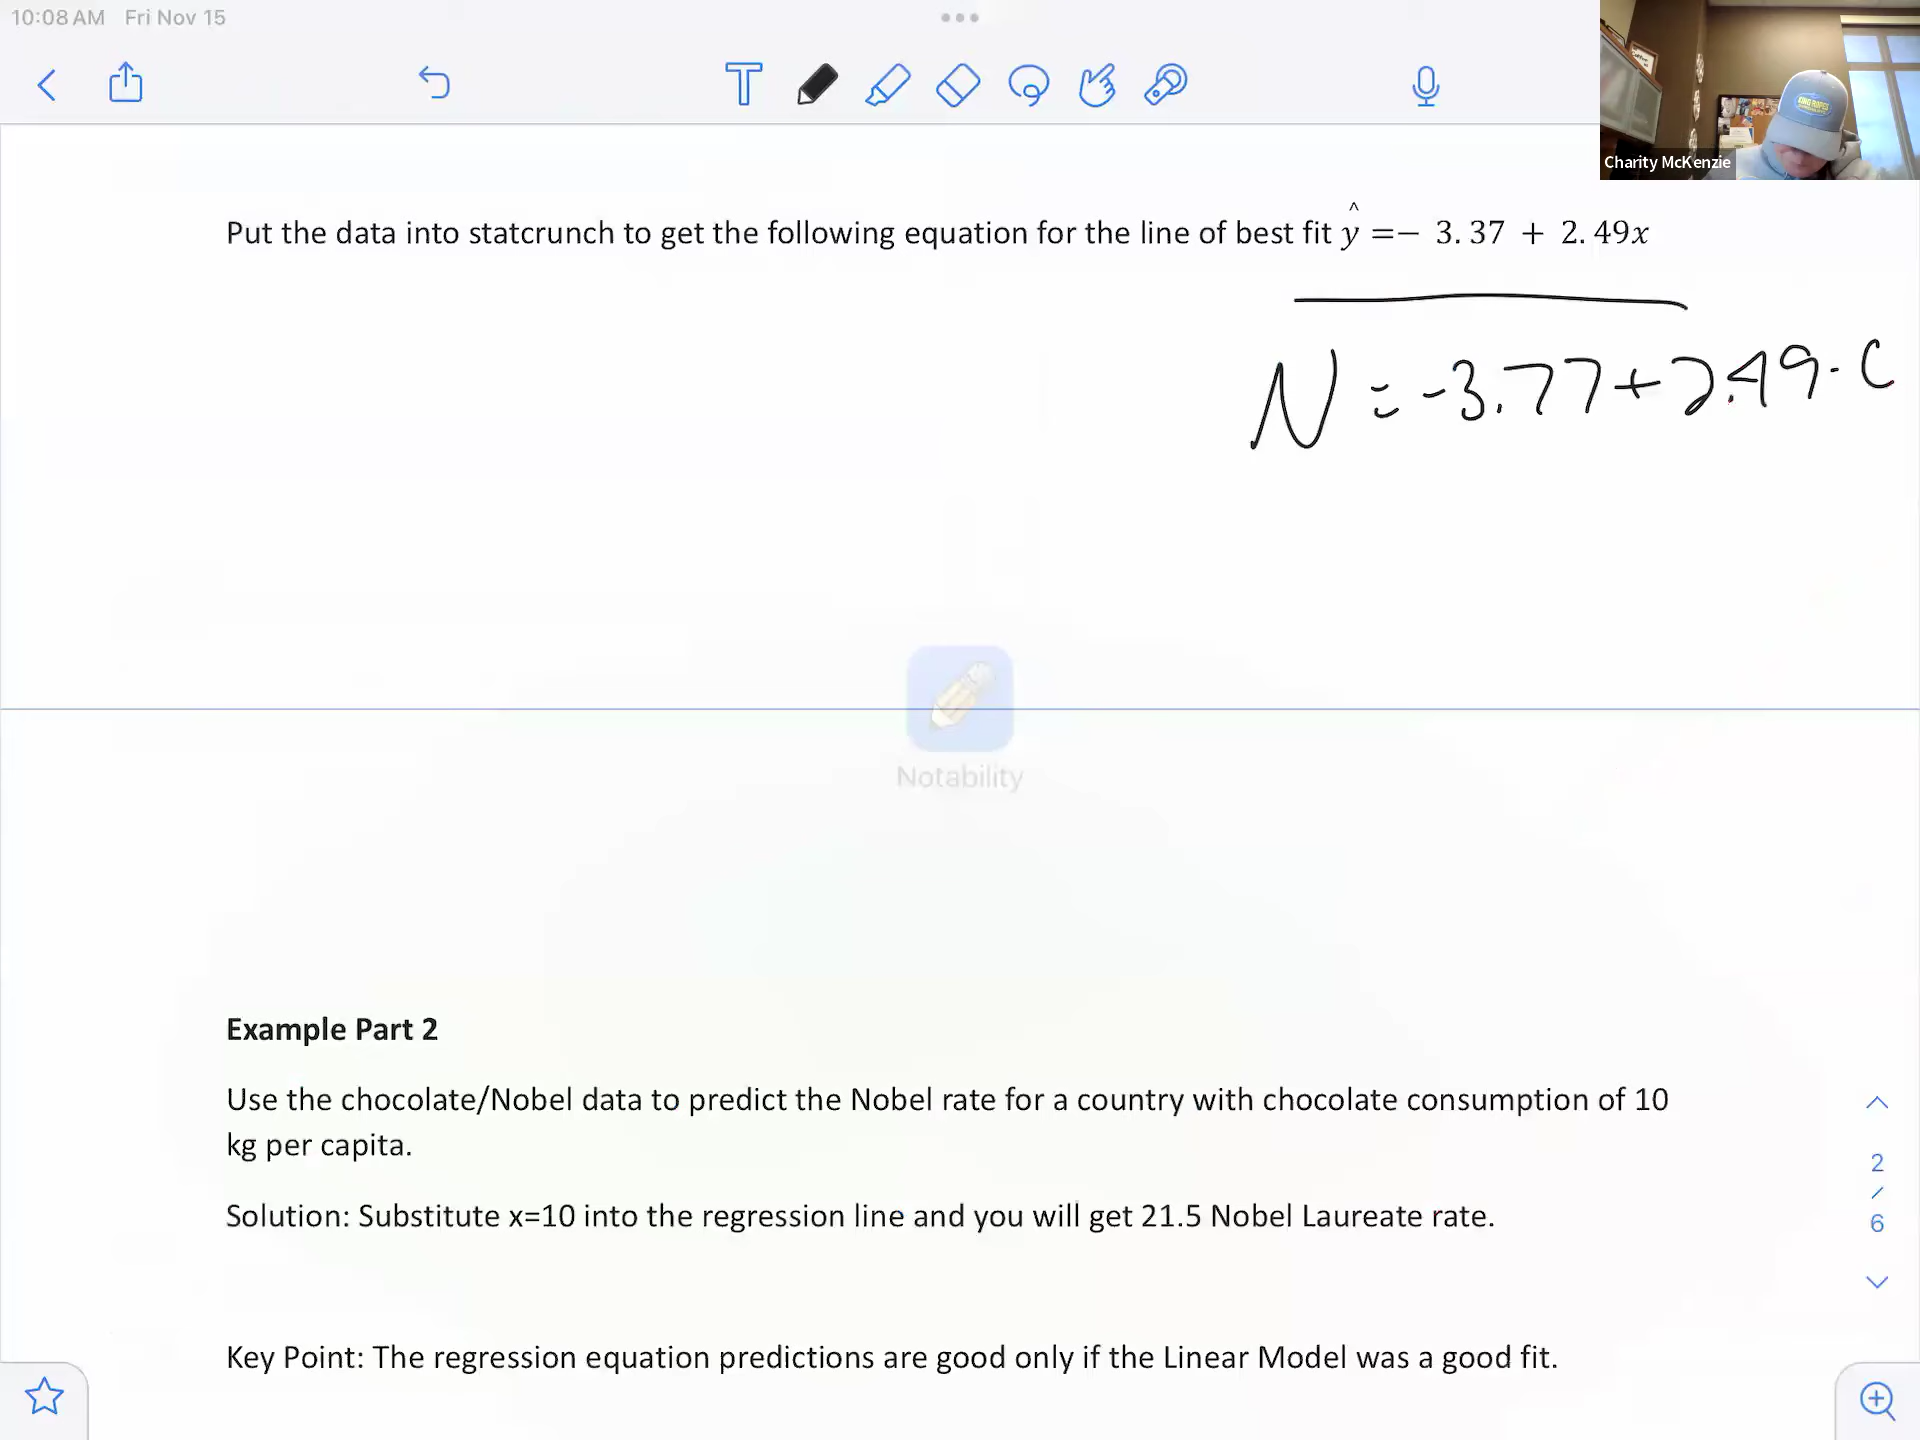 10:08 AM Fri Nov 15
Charity McKenzie
Put the data into statcrunch to get the following equation for the line of best fit ŷ =− 3.37 + 2.49x
N = -3.77+2.49·C
Notability
Example Part 2
Use the chocolate/Nobel data to predict the Nobel rate for a country with chocolate consumption of 10
kg per capita.
Solution: Substitute x=10 into the regression line and you will get 21.5 Nobel Laureate rate.
Key Point: The regression equation predictions are good only if the Linear Model was a good fit.
2
/
6